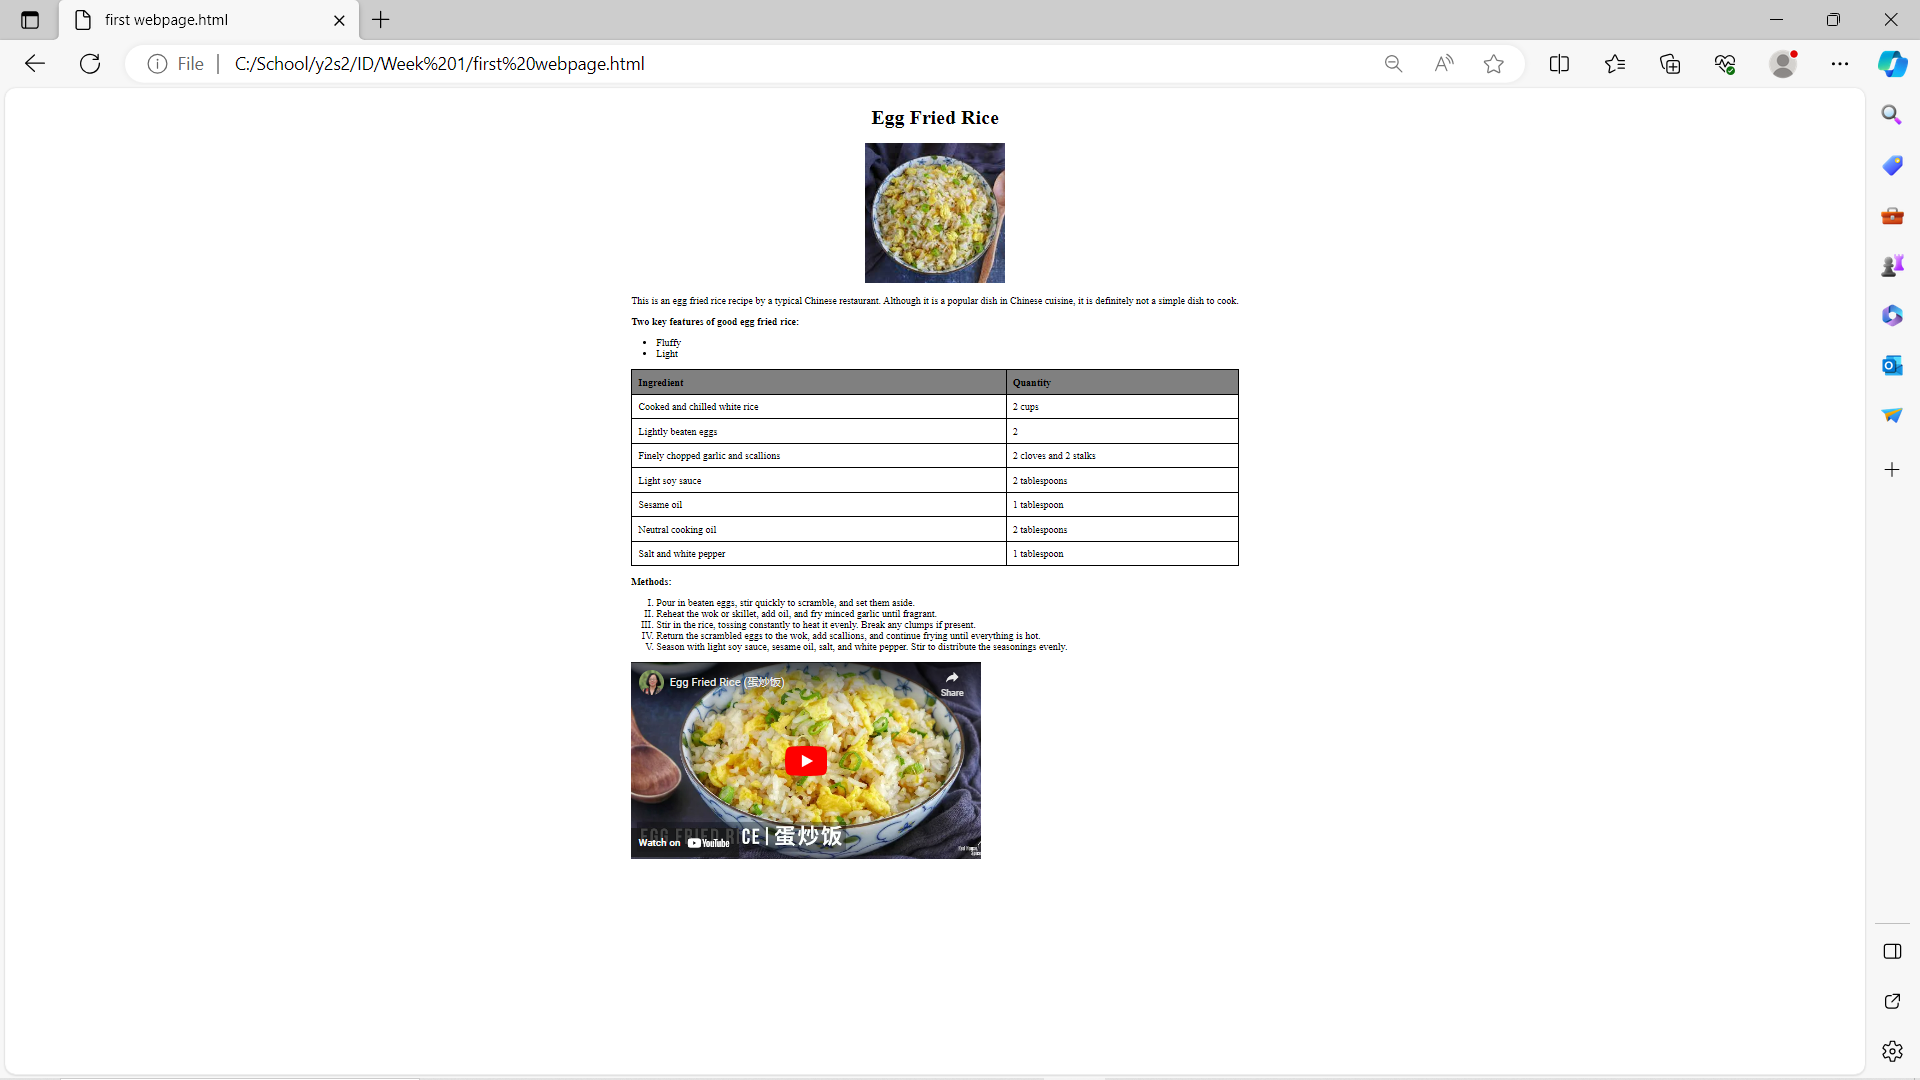 first webpage.html
File
C:/School/y2s2/ID/Week%201/first%20webpage.html
Egg Fried Rice
This is an egg fried rice recipe by a typical Chinese restaurant. Although it is a popular dish in Chinese cuisine, it is definitely not a simple dish to cook.
Two key features of good egg fried rice:
• Fluffy
• Light
Ingredient Quantity
Cooked and chilled white rice 2 cups
Lightly beaten eggs 2
Finely chopped garlic and scallions 2 cloves and 2 stalks
Light soy sauce 2 tablespoons
Sesame oil 1 tablespoon
Neutral cooking oil 2 tablespoons
Salt and white pepper 1 tablespoon
Methods:
I. Pour in beaten eggs, stir quickly to scramble, and set them aside.
II. Reheat the wok or skillet, add oil, and fry minced garlic until fragrant.
III. Stir in the rice, tossing constantly to heat it evenly. Break any clumps if present.
IV. Return the scrambled eggs to the wok, add scallions, and continue frying until everything is hot.
V. Season with light soy sauce, sesame oil, salt, and white pepper. Stir to distribute the seasonings evenly.
Egg Fried Rice (蛋炒饭)
Share
EGG FRIED RICE | 蛋炒饭
Watch on YouTube